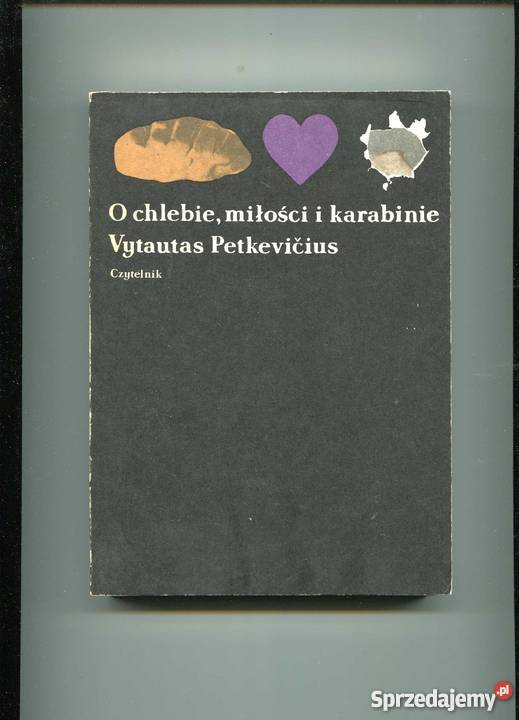 O chlebie, miłości i karabinie
Vytautas Petkevičius
Czytelnik
Sprzedajemy.pl